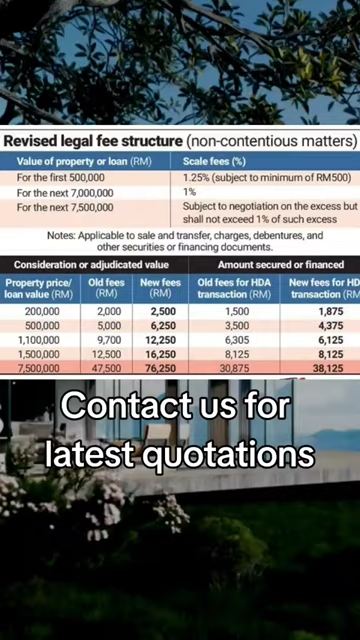 Revised legal fee structure (non-contentious matters)
Value of property or loan (RM) Scale fees (%)
For the first 500,000 1.25% (subject to minimum of RM500)
For the next 7,000,000 1%
For the next 7,500,000 Subject to negotiation on the excess but
shall not exceed 1% of such excess
Notes: Applicable to sale and transfer, charges, debentures, and
other securities or financing documents.
Consideration or adjudicated value Amount secured or financed
Property price/ Old fees New fees Old fees for HDA New fees for HDA
loan value (RM) (RM) (RM) transaction (RM) transaction (RM)
200,000 2,000 2,500 1,500 1,875
500,000 5,000 6,250 3,500 4,375
1,100,000 9,700 12,250 6,305 6,125
1,500,000 12,500 16,250 8,125 8,125
7,500,000 47,500 76,250 30,875 38,125
Contact us for
latest quotations